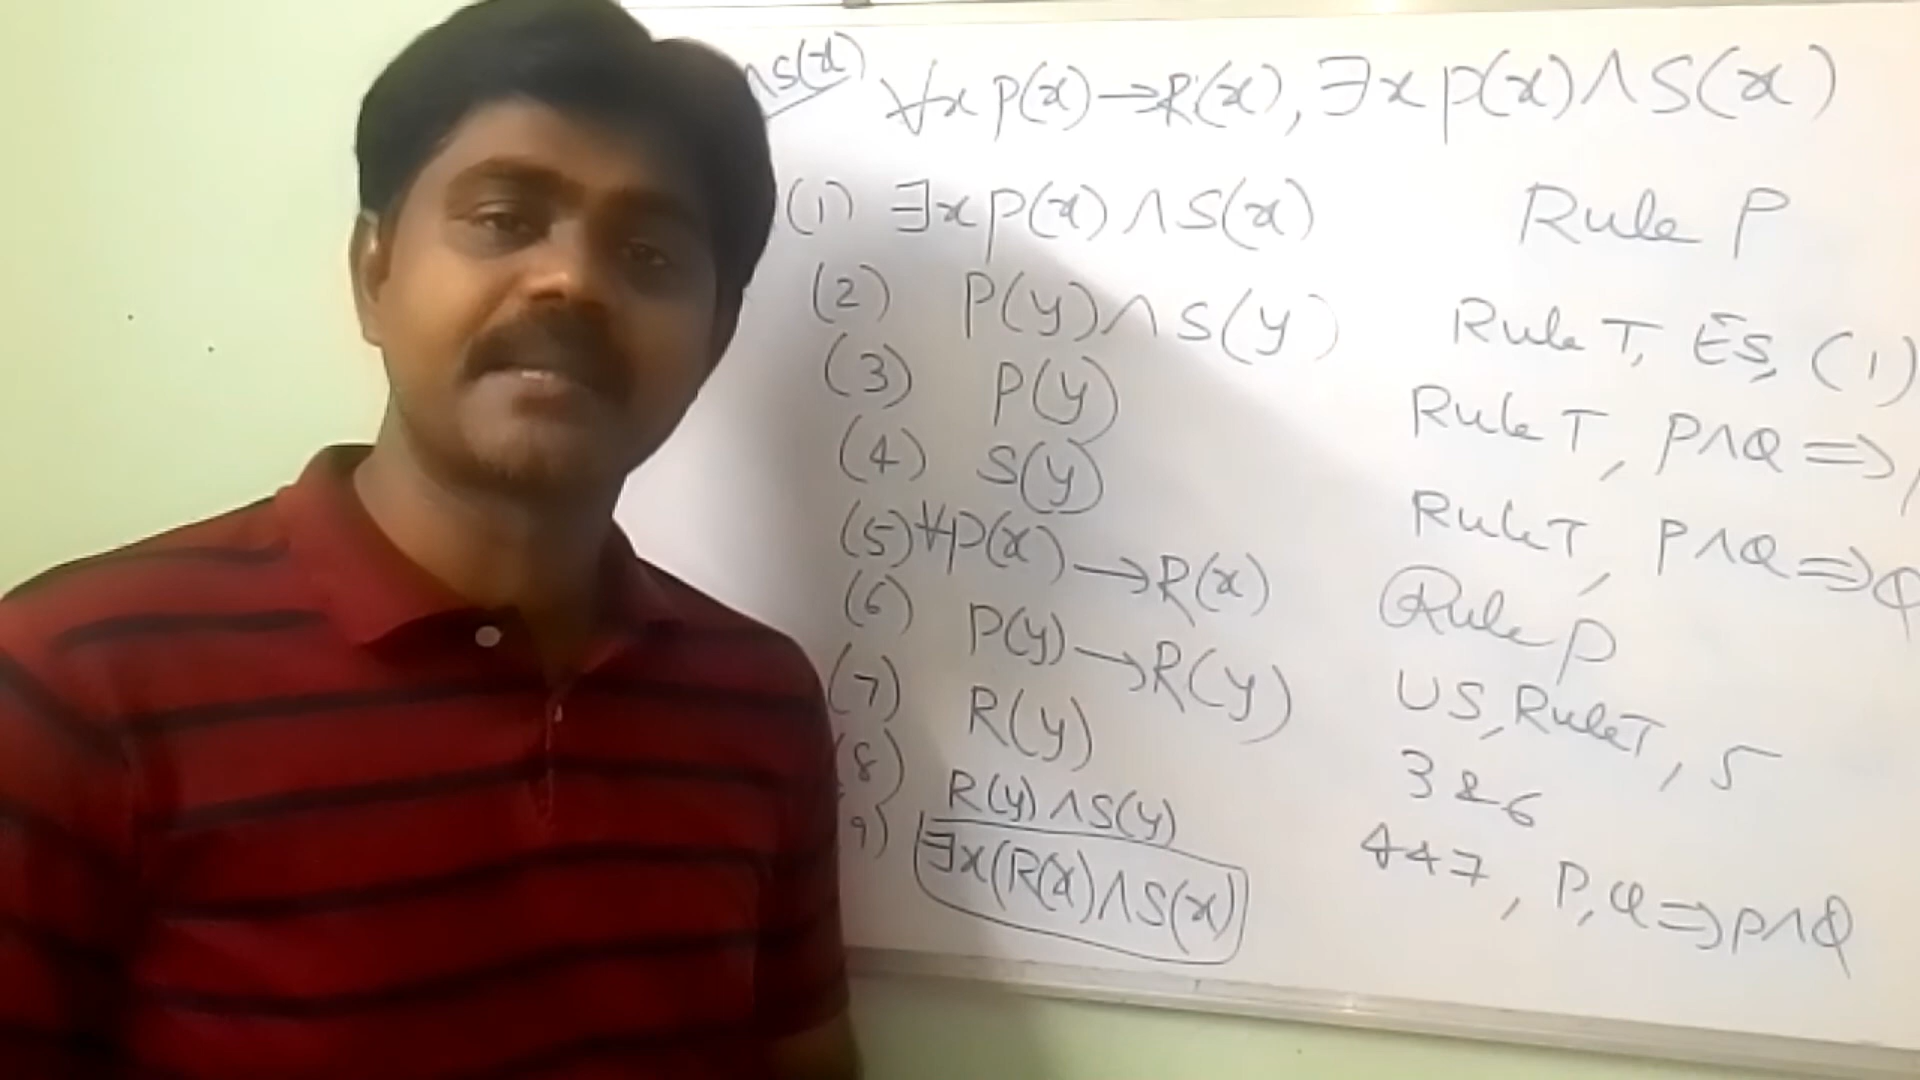 ∧S(x) ∀x P(x)→R(x), ∃x p(x)∧S(x)
(1) ∃x p(x)∧S(x) Rule P
(2) P(y)∧S(y) Rule T, ES, (1)
(3) P(y) Rule T, P∧Q⇒
(4) S(y) Rule T, P∧Q⇒Q
(5) ∀P(x)→R(x) Rule P
(6) P(y)→R(y) US, Rule T, 5
(7) R(y) 3&6
(8) R(y)∧S(y) 4&7, P,Q⇒P∧Q
9) ∃x(R(x)∧S(x))